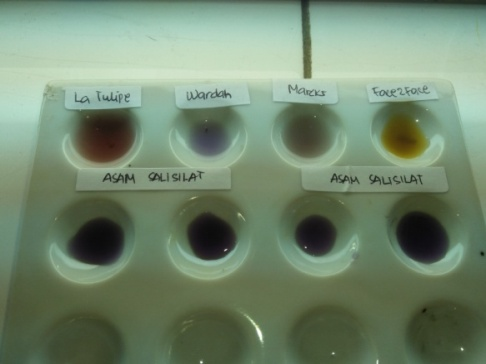 La Tulipe
Wardah
Marcks
Face2Face
ASAM SALISILAT
ASAM SALISILAT